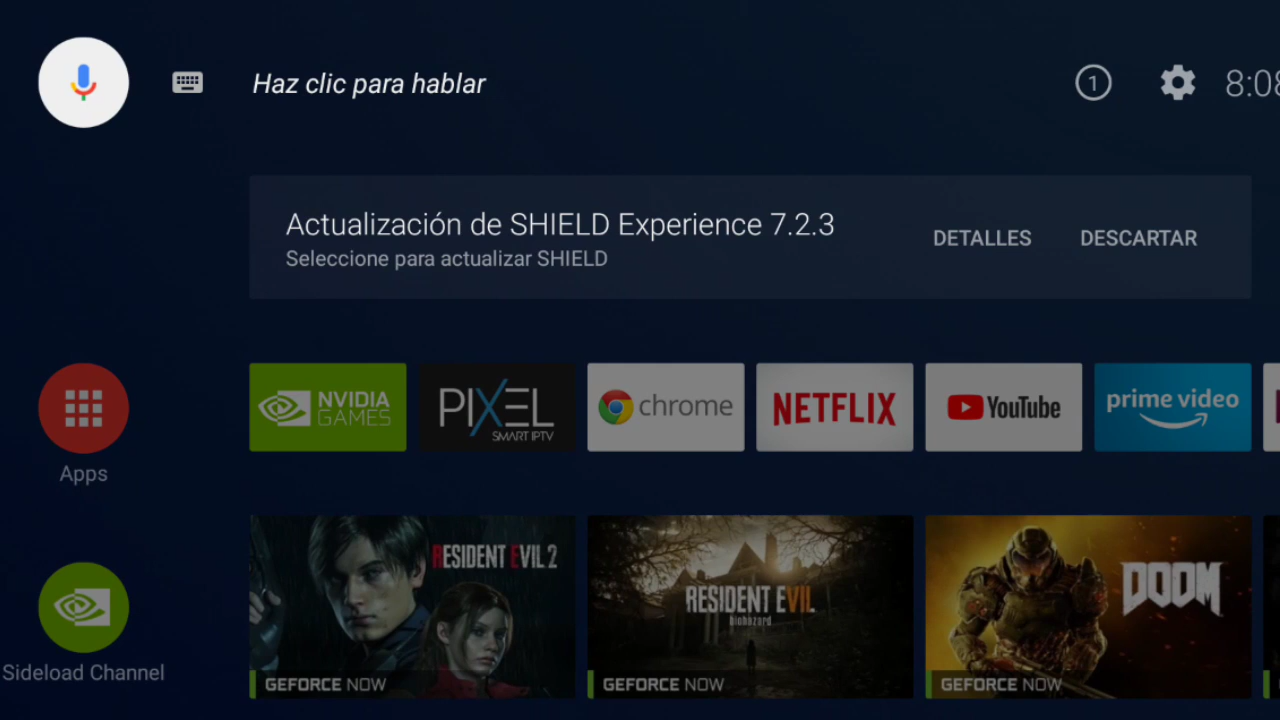 Haz clic para hablar
1
8:08
Actualización de SHIELD Experience 7.2.3
Seleccione para actualizar SHIELD
DETALLES
DESCARTAR
Apps
NVIDIA
GAMES
PIXEL
SMART IPTV
chrome
NETFLIX
YouTube
prime video
Sideload Channel
RESIDENT EVIL 2
GEFORCE NOW
RESIDENT EVIL
biohazard
GEFORCE NOW
DOOM
GEFORCE NOW